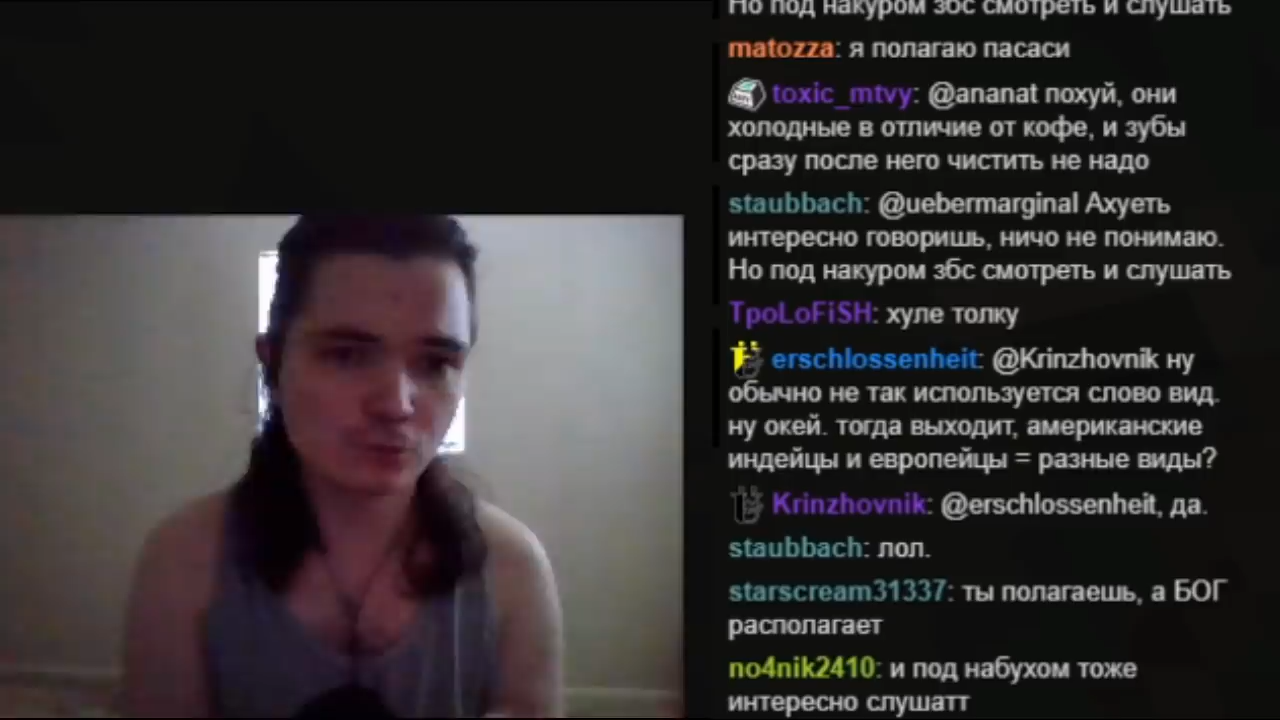 Но под накуром збс смотреть и слушать
matozza: я полагаю пасаси
toxic_mtvy: @ananat похуй, они
холодные в отличие от кофе, и зубы
сразу после него чистить не надо
staubbach: @uebermarginal Ахуеть
интересно говоришь, ничо не понимаю.
Но под накуром збс смотреть и слушать
TpoLoFiSH: хуле толку
erschlossenheit: @Krinzhovnik ну
обычно не так используется слово вид.
ну окей. тогда выходит, американские
индейцы и европейцы = разные виды?
Krinzhovnik: @erschlossenheit, да.
staubbach: лол.
starscream31337: ты полагаешь, а БОГ
располагает
no4nik2410: и под набухом тоже
интересно слушатт